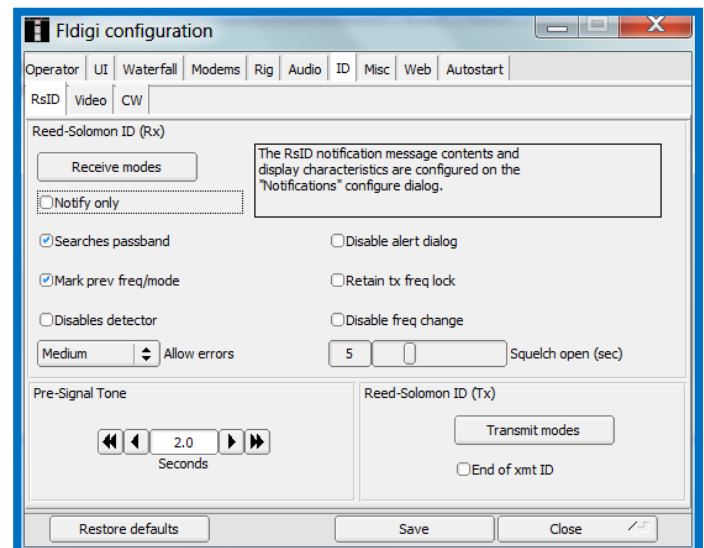 Fldigi configuration
X
Operator UI Waterfall Modems Rig Audio ID Misc Web Autostart
RsID Video CW
Reed-Solomon ID (Rx)
Receive modes
The RsID notification message contents and
display characteristics are configured on the
"Notifications" configure dialog.
Notify only
Searches passband
Disable alert dialog
Mark prev freq/mode
Retain tx freq lock
Disables detector
Disable freq change
Medium Allow errors
5 Squelch open (sec)
Pre-Signal Tone
2.0
Seconds
Reed-Solomon ID (Tx)
Transmit modes
End of xmt ID
Restore defaults Save Close